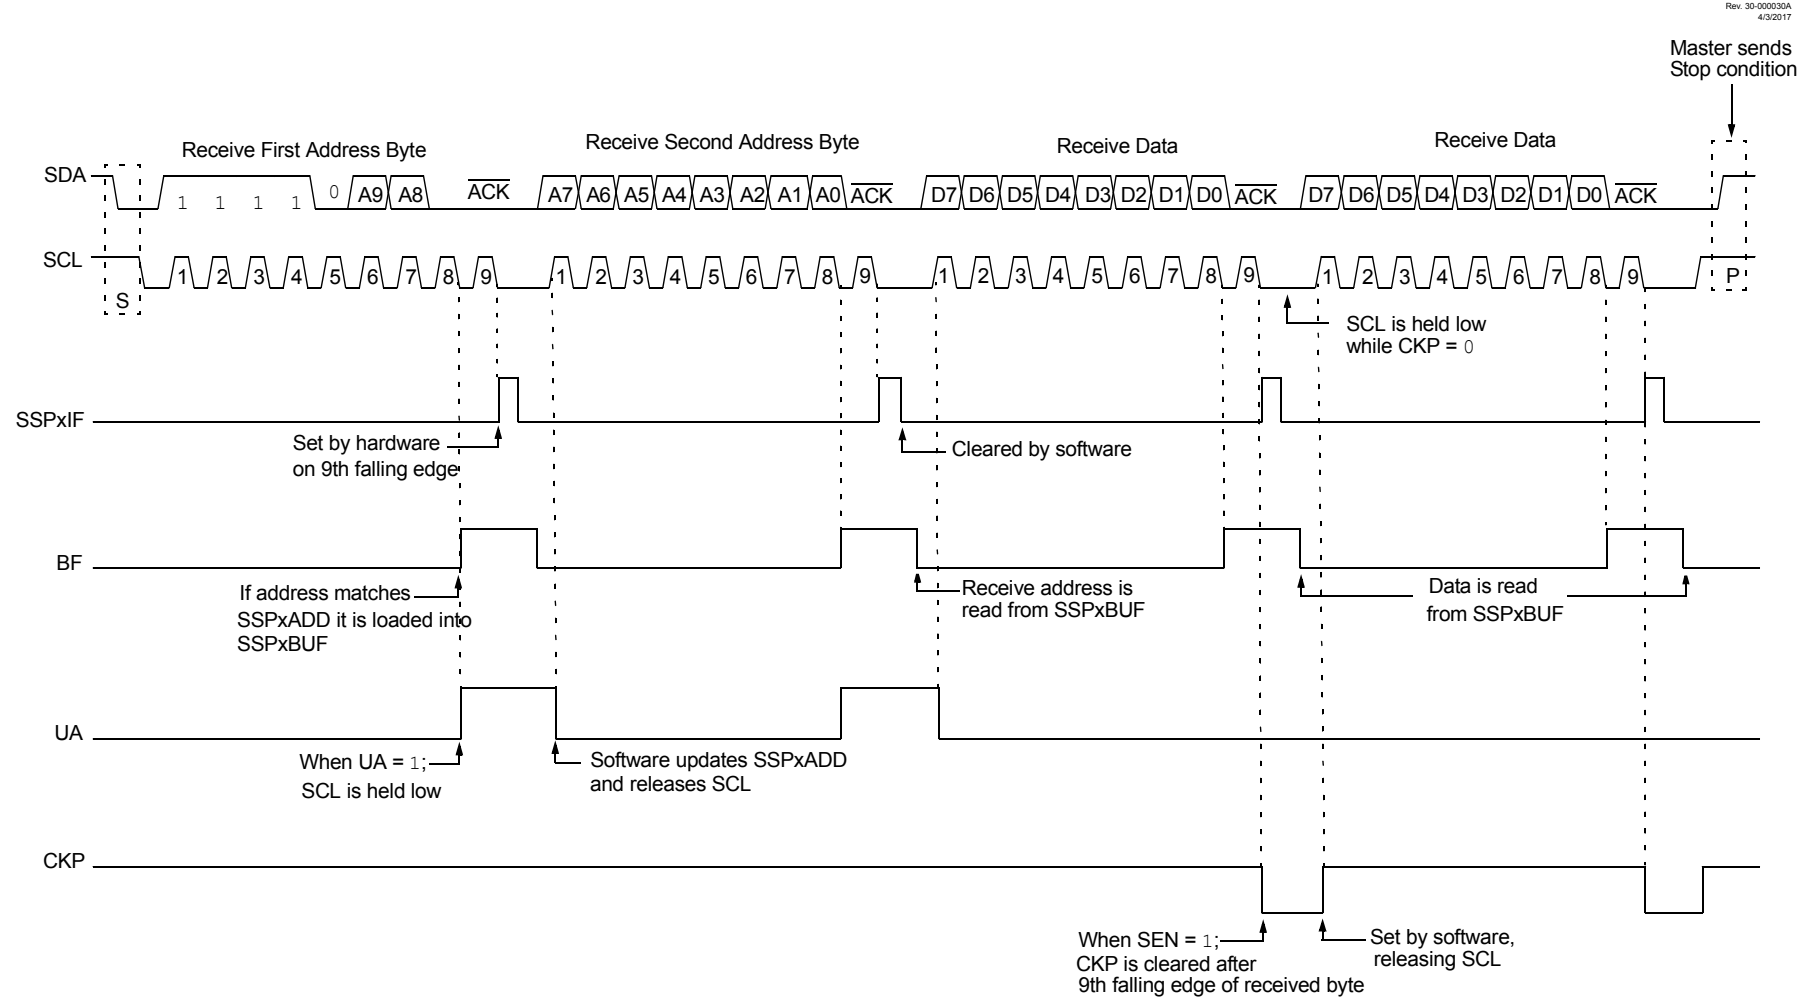 Rev. 30-000030A
4/3/2017
Master sends
Stop condition
Receive First Address Byte
Receive Second Address Byte
Receive Data
Receive Data
SDA
1 1 1 1 0 A9 A8 ACK A7 A6 A5 A4 A3 A2 A1 A0 ACK D7 D6 D5 D4 D3 D2 D1 D0 ACK D7 D6 D5 D4 D3 D2 D1 D0 ACK
SCL
S
1 2 3 4 5 6 7 8 9 1 2 3 4 5 6 7 8 9 1 2 3 4 5 6 7 8 9 1 2 3 4 5 6 7 8 9
P
SCL is held low
while CKP = 0
SSPxIF
Set by hardware
on 9th falling edge
Cleared by software
BF
If address matches
SSPxADD it is loaded into
SSPxBUF
Receive address is
read from SSPxBUF
Data is read
from SSPxBUF
UA
When UA = 1;
SCL is held low
Software updates SSPxADD
and releases SCL
CKP
When SEN = 1;
CKP is cleared after
9th falling edge of received byte
Set by software,
releasing SCL